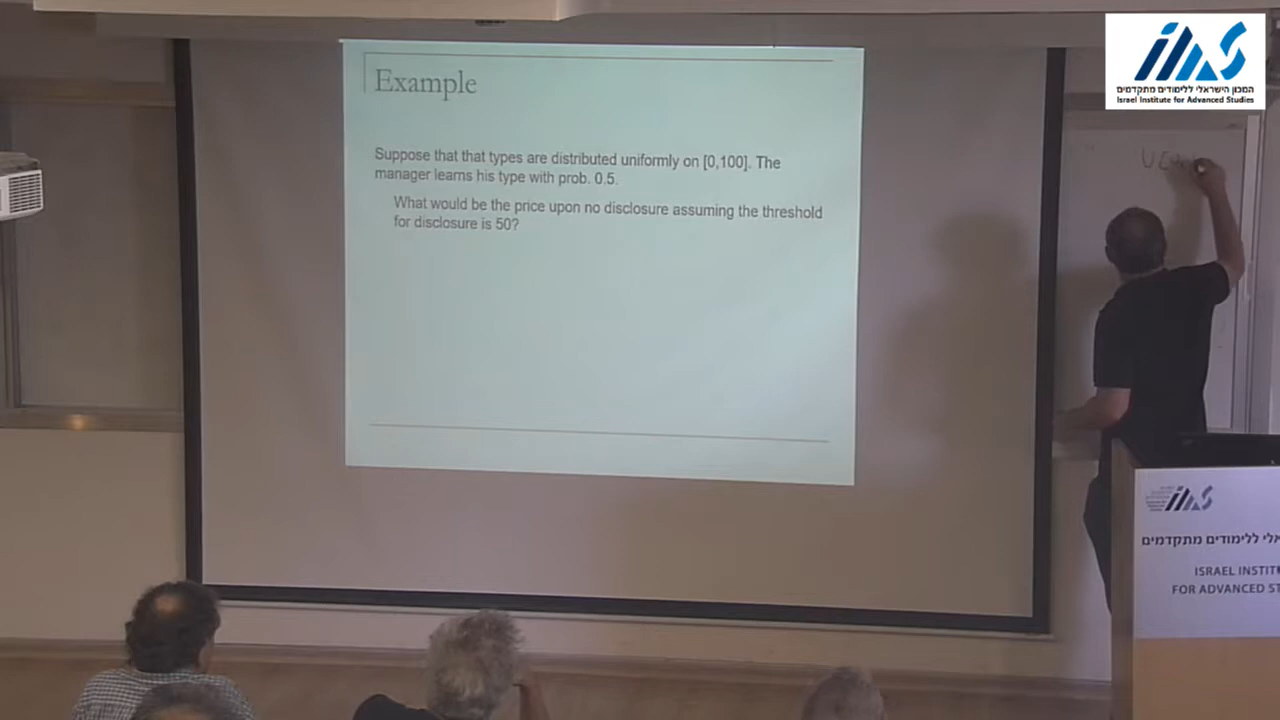 Example
Suppose that that types are distributed uniformly on [0,100]. The
manager learns his type with prob. 0.5.
What would be the price upon no disclosure assuming the threshold
for disclosure is 50?
המכון הישראלי ללימודים מתקדמים
Israel Institute for Advanced Studies
ללימודים מתקדמים
ISRAEL INSTIT
FOR ADVANCED ST